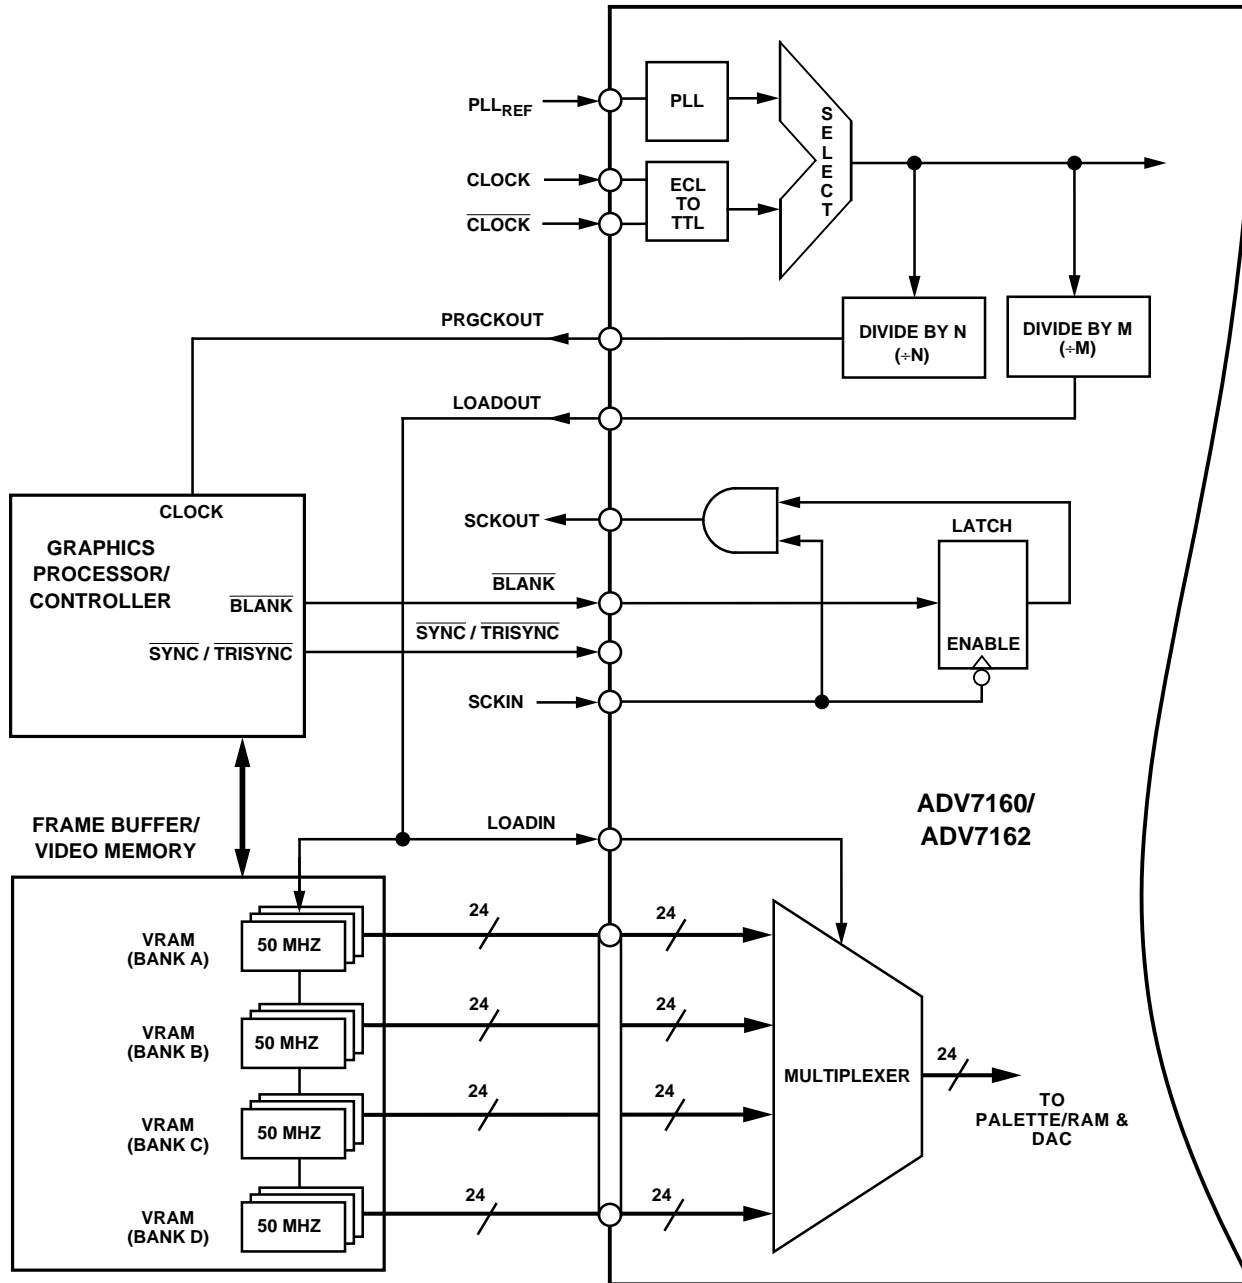 PLLREF
PLL
SELECT
CLOCK
CLOCK
ECL
TO
TTL
PRGCKOUT
DIVIDE BY N
(÷N)
DIVIDE BY M
(÷M)
LOADOUT
CLOCK
GRAPHICS
PROCESSOR/
CONTROLLER
BLANK
SYNC / TRISYNC
SCKOUT
LATCH
BLANK
SYNC / TRISYNC
ENABLE
SCKIN
ADV7160/
ADV7162
FRAME BUFFER/
VIDEO MEMORY
LOADIN
VRAM
(BANK A)
50 MHZ
24
24
VRAM
(BANK B)
50 MHZ
24
24
VRAM
(BANK C)
50 MHZ
24
24
VRAM
(BANK D)
50 MHZ
24
24
MULTIPLEXER
24
TO
PALETTE/RAM &
DAC